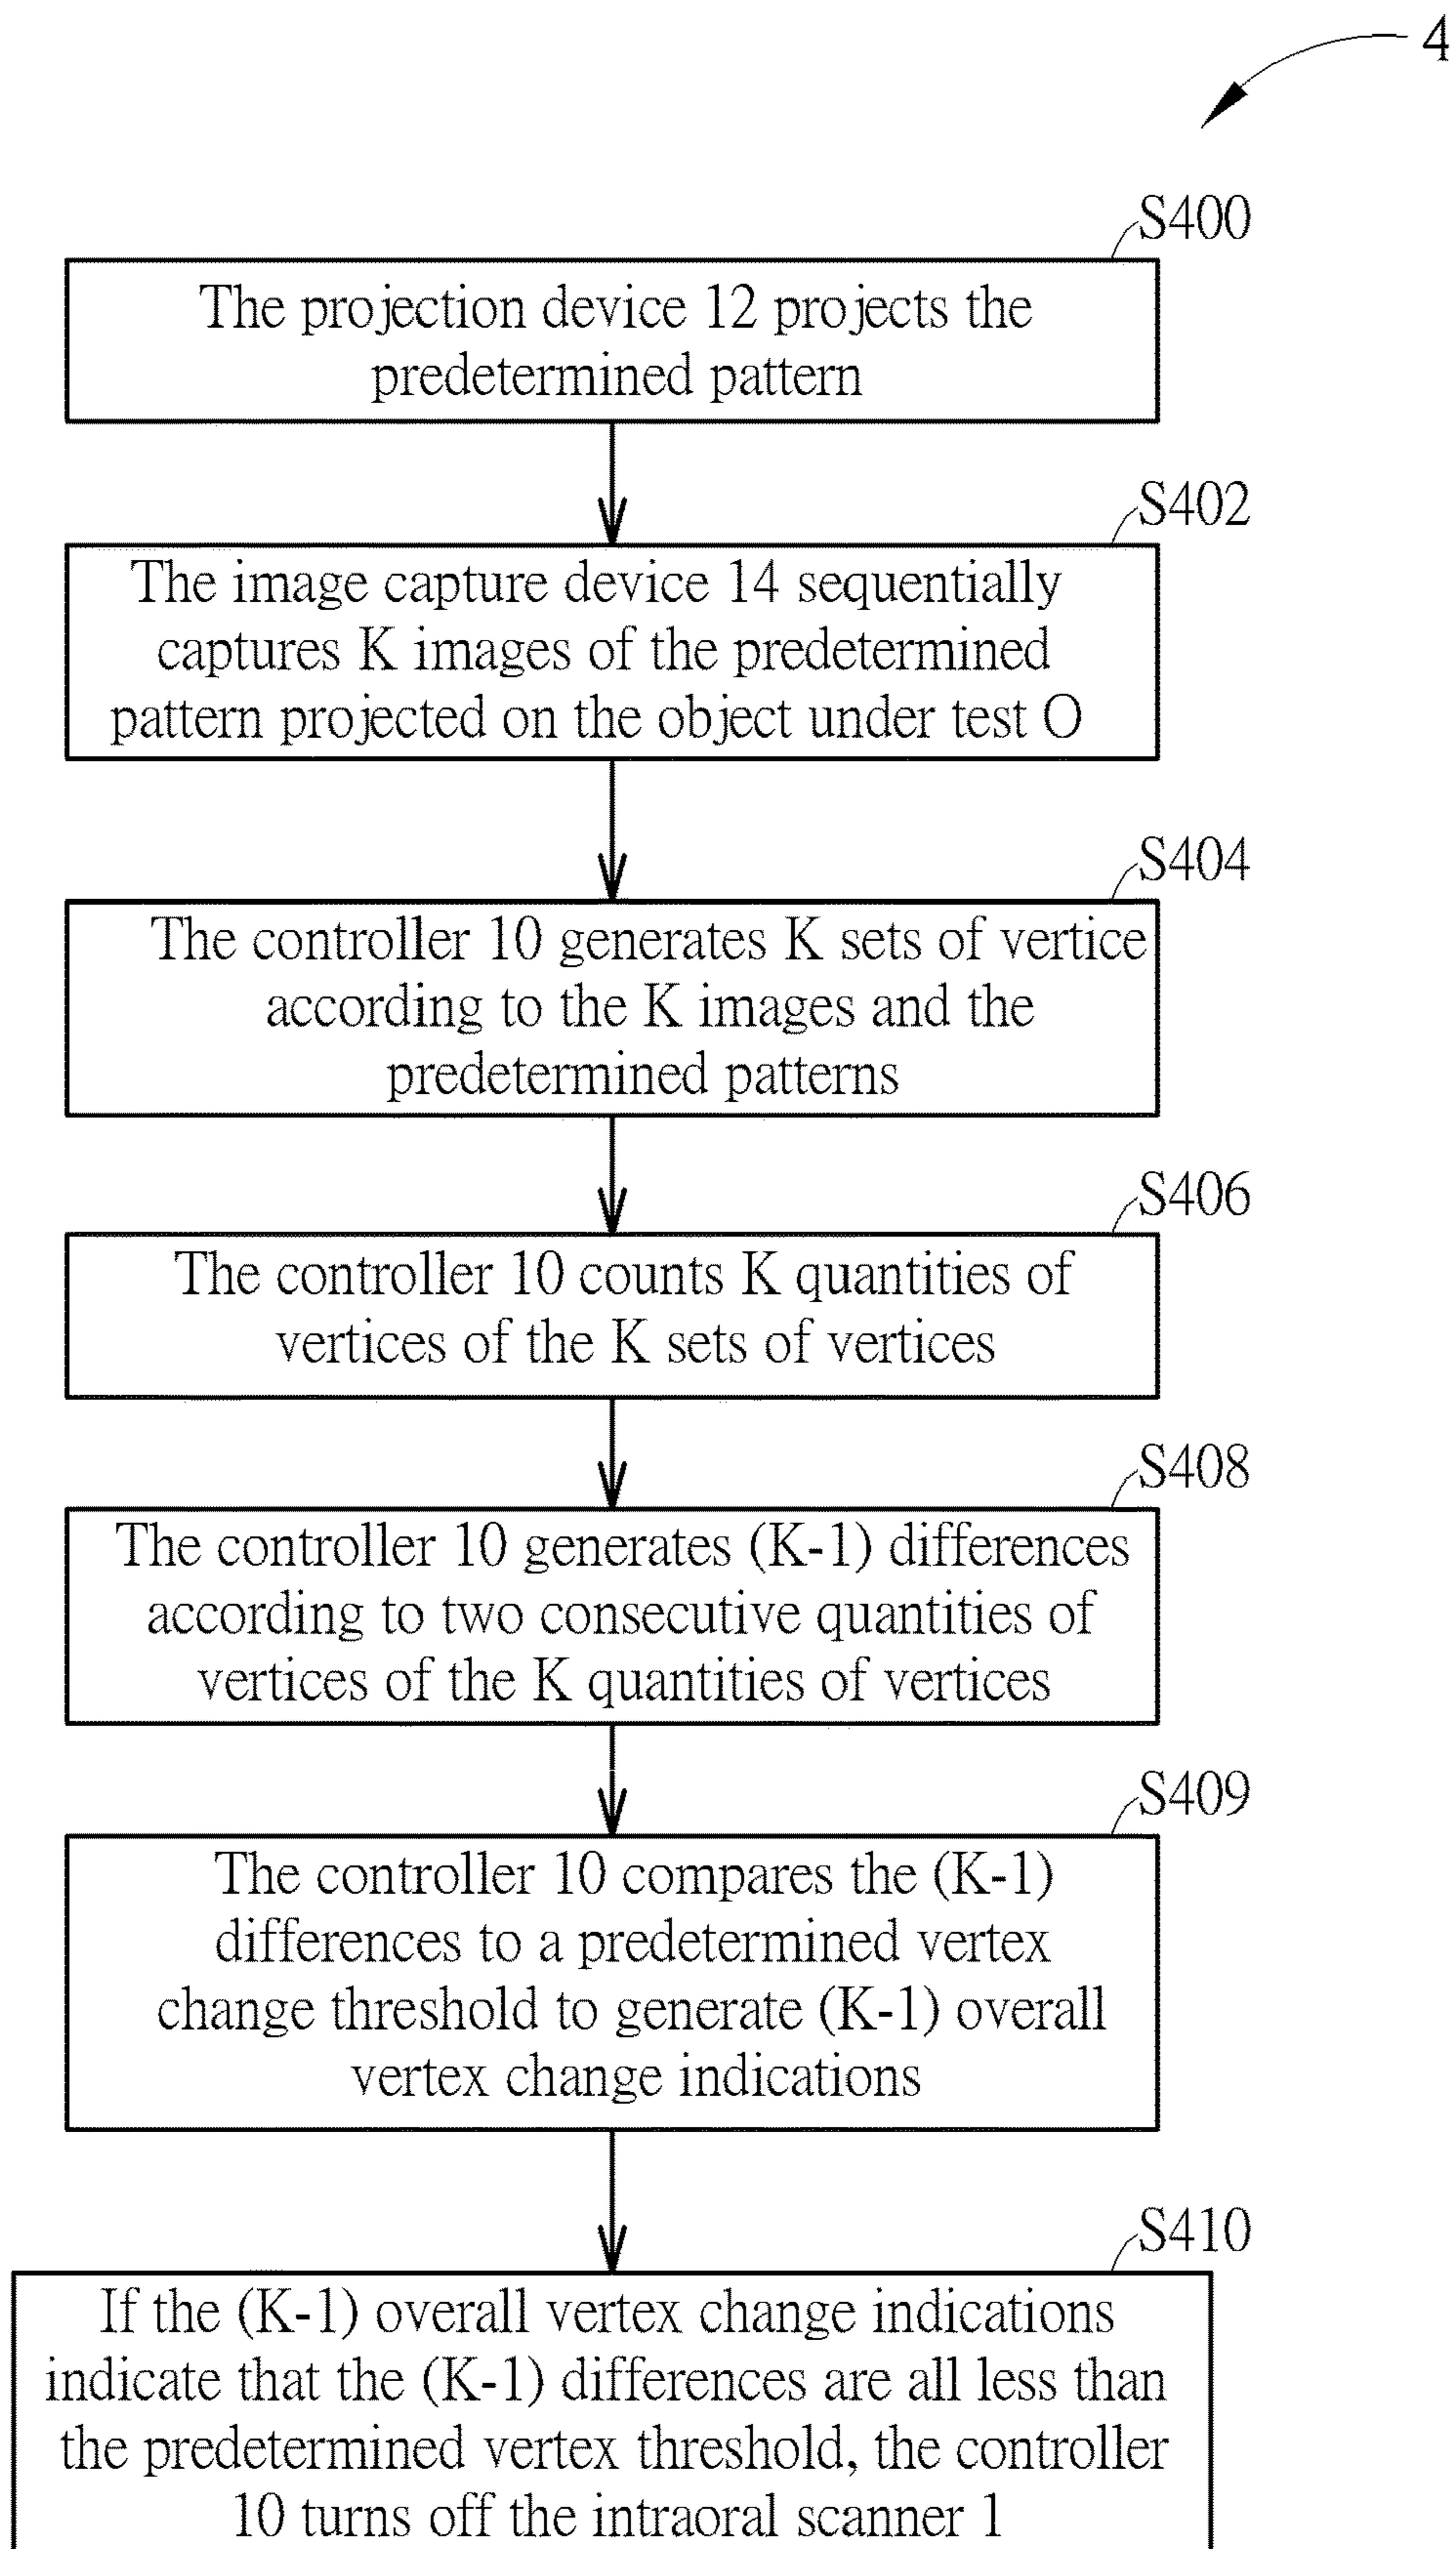 4
S400
The projection device 12 projects the
predetermined pattern
S402
The image capture device 14 sequentially
captures K images of the predetermined
pattern projected on the object under test O
S404
The controller 10 generates K sets of vertice
according to the K images and the
predetermined patterns
S406
The controller 10 counts K quantities of
vertices of the K sets of vertices
S408
The controller 10 generates (K-1) differences
according to two consecutive quantities of
vertices of the K quantities of vertices
S409
The controller 10 compares the (K-1)
differences to a predetermined vertex
change threshold to generate (K-1) overall
vertex change indications
S410
If the (K-1) overall vertex change indications
indicate that the (K-1) differences are all less than
the predetermined vertex threshold, the controller
10 turns off the intraoral scanner 1